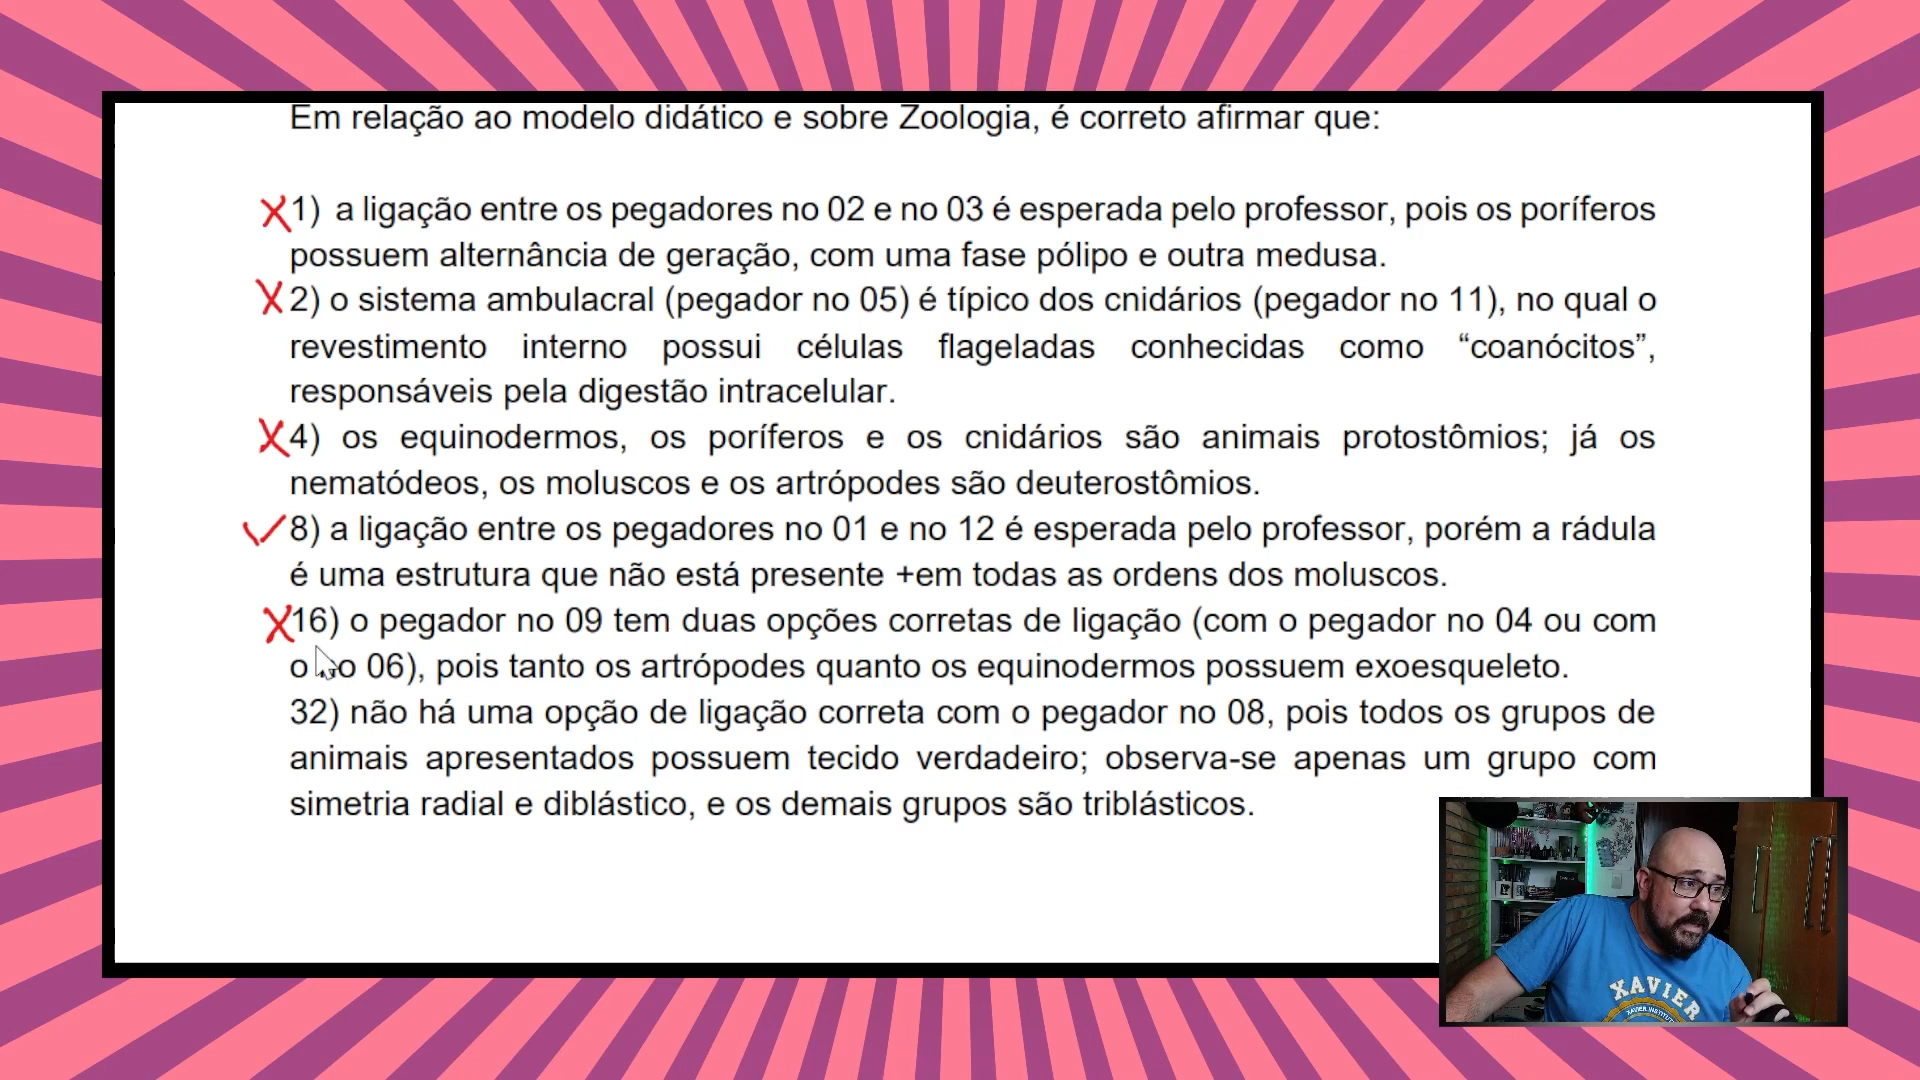 Em relação ao modelo didático e sobre Zoologia, é correto afirmar que:
1) a ligação entre os pegadores no 02 e no 03 é esperada pelo professor, pois os poríferos
possuem alternância de geração, com uma fase pólipo e outra medusa.
2) o sistema ambulacral (pegador no 05) é típico dos cnidários (pegador no 11), no qual o
revestimento interno possui células flageladas conhecidas como “coanócitos”,
responsáveis pela digestão intracelular.
4) os equinodermos, os poríferos e os cnidários são animais protostômios; já os
nematódeos, os moluscos e os artrópodes são deuterostômios.
8) a ligação entre os pegadores no 01 e no 12 é esperada pelo professor, porém a rádula
é uma estrutura que não está presente +em todas as ordens dos moluscos.
16) o pegador no 09 tem duas opções corretas de ligação (com o pegador no 04 ou com
o no 06), pois tanto os artrópodes quanto os equinodermos possuem exoesqueleto.
32) não há uma opção de ligação correta com o pegador no 08, pois todos os grupos de
animais apresentados possuem tecido verdadeiro; observa-se apenas um grupo com
simetria radial e diblástico, e os demais grupos são triblásticos.
XAVIER